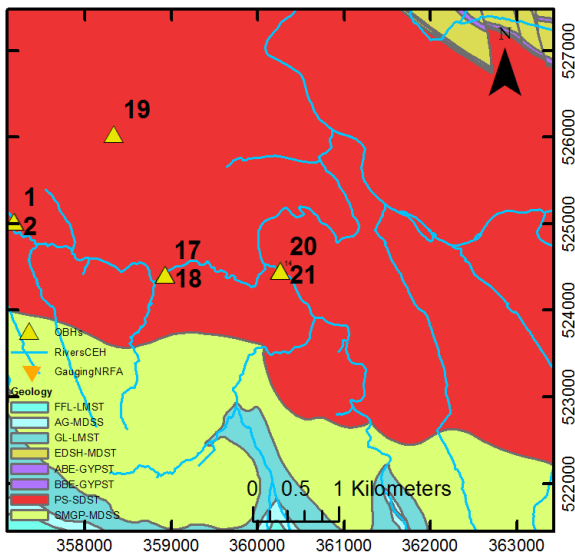 N
527000
526000
525000
524000
523000
522000
19
1
2
17
18
20
14
21
OBHs
RiversCEH
GaugingNRFA
Geology
FFL-LMST
AG-MDSS
GL-LMST
EDSH-MDST
ABE-GYPST
BBE-GYPST
PS-SDST
SMGP-MDSS
0 0.5 1 Kilometers
358000 359000 360000 361000 362000 363000